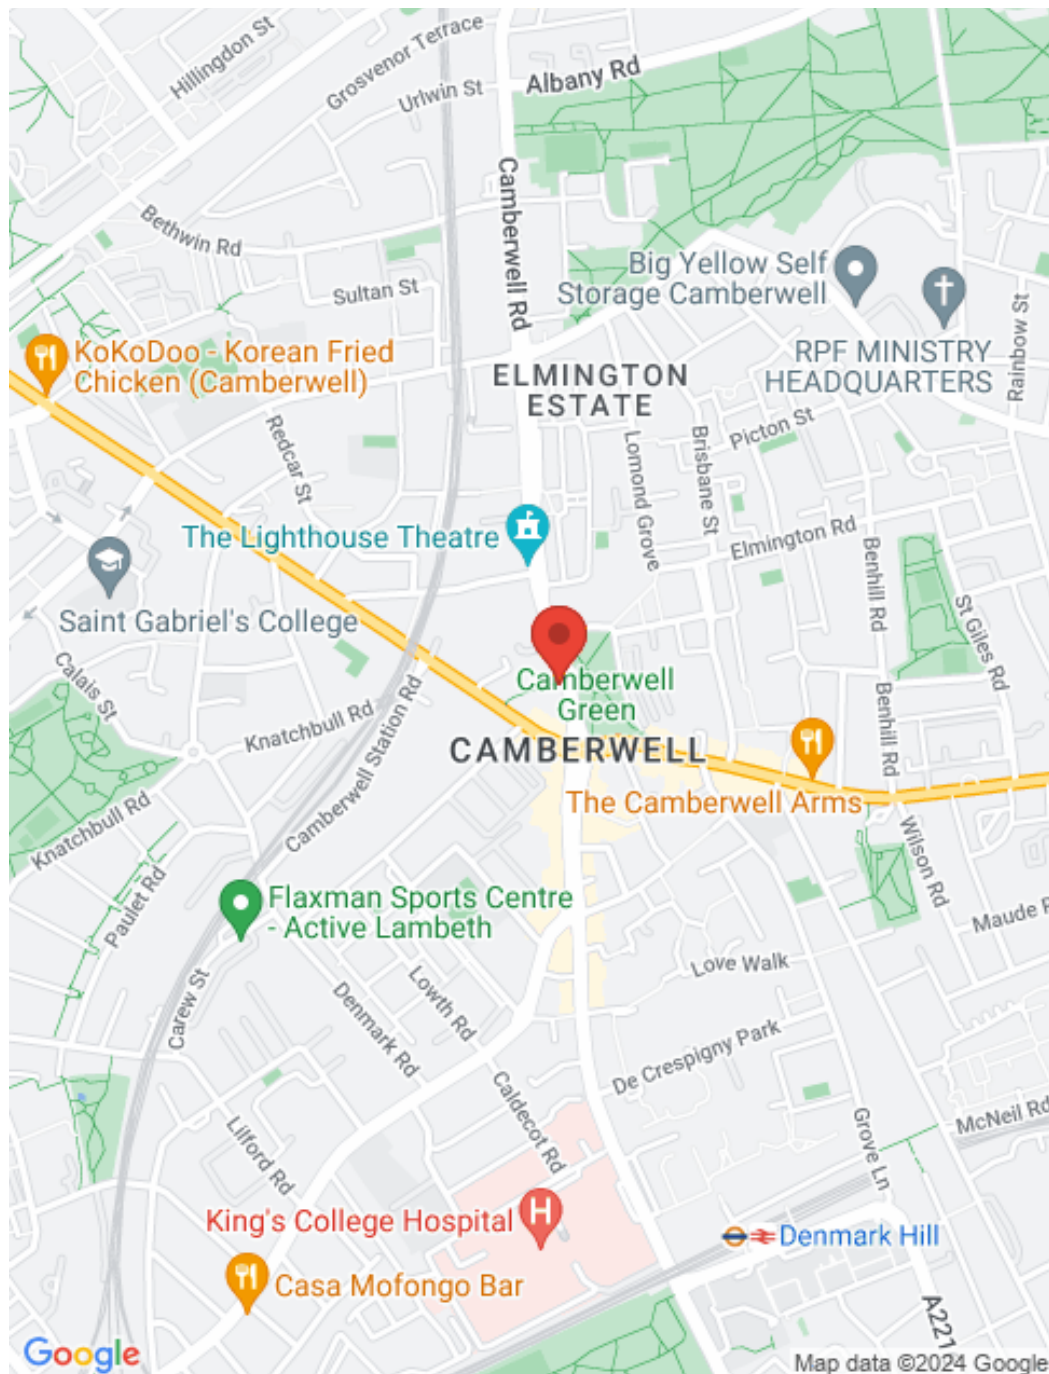 Hillingdon St
Grosvenor Terrace
Urlwin St
Albany Rd
Camberwell Rd
Bethwin Rd
Sultan St
Big Yellow Self
Storage Camberwell
RPF MINISTRY
HEADQUARTERS
Rainbow St
KoKoDoo - Korean Fried
Chicken (Camberwell)
ELMINGTON
ESTATE
Redcar St
Lomond Grove
Brisbane St
Picton St
The Lighthouse Theatre
Elmington Rd
Benhill Rd
Saint Gabriel's College
St Giles Rd
Calais St
Camberwell
Green
Knatchbull Rd
Camberwell Station Rd
Benhill Rd
CAMBERWELL
The Camberwell Arms
Knatchbull Rd
Wilson Rd
Paulet Rd
Flaxman Sports Centre
- Active Lambeth
Maude R
Love Walk
Carew St
Denmark Rd
Lowth Rd
De Crespigny Park
Caldecot Rd
McNeil Rd
Lilford Rd
Grove Ln
King's College Hospital
H
Denmark Hill
Casa Mofongo Bar
A221
Google
Map data ©2024 Google